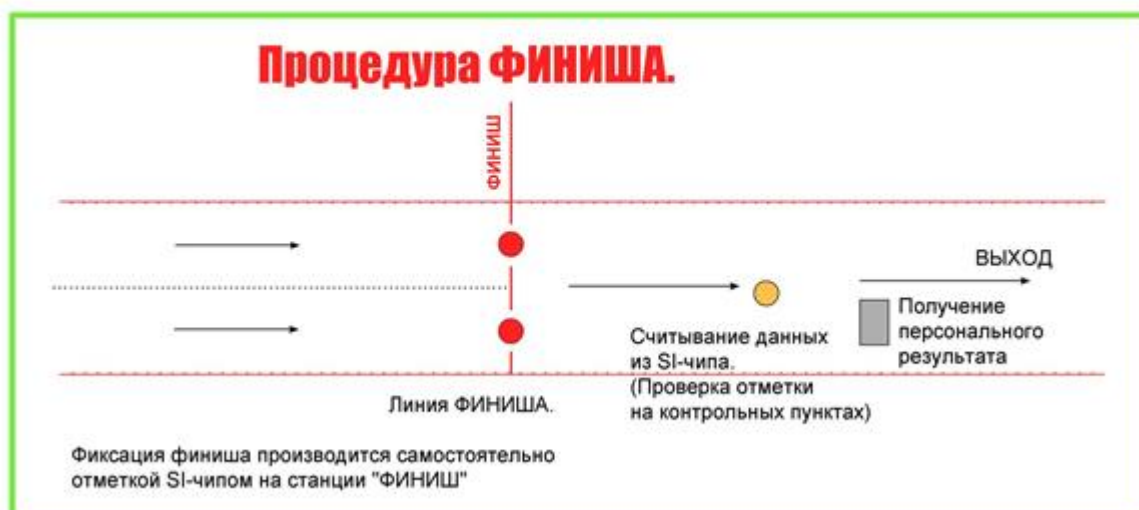 Процедура ФИНИША.
ФИНИШ
ВЫХОД
Получение
персонального
результата
Считывание данных
из SI-чипа.
(Проверка отметки
на контрольных пунктах)
Линия ФИНИША.
Фиксация финиша производится самостоятельно
отметкой SI-чипом на станции "ФИНИШ"